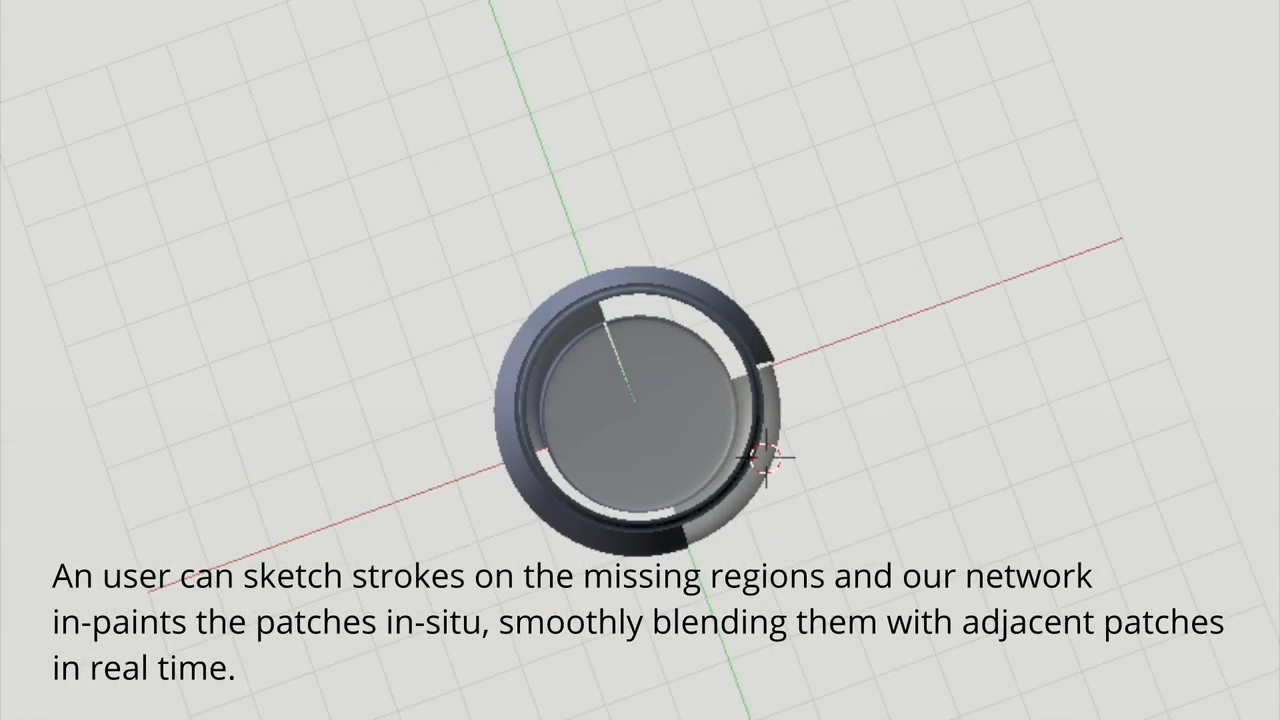 An user can sketch strokes on the missing regions and our network
in-paints the patches in-situ, smoothly blending them with adjacent patches
in real time.